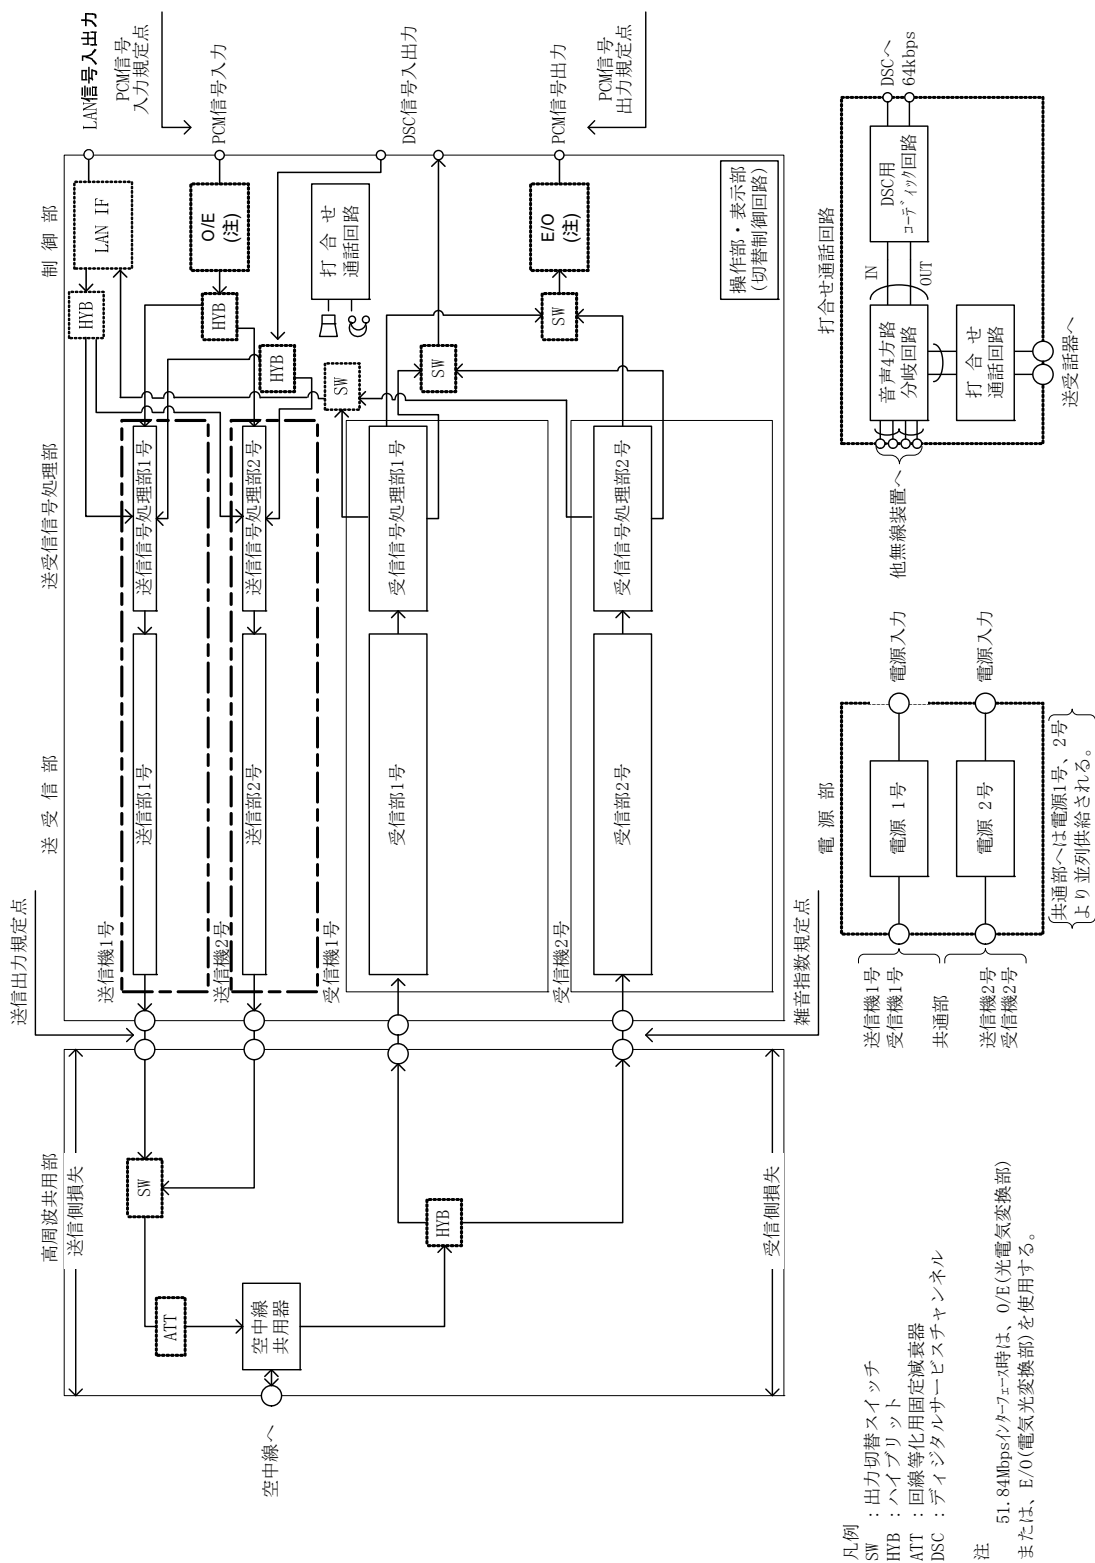 高周波共用部
送受信部
送受信信号処理部
制御部
送信側損失
送信出力規定点
LAN信号入出力
PCM信号
入力規定点
PCM信号入力
DSC信号入出力
PCM信号出力
PCM信号
出力規定点
LAN IF
HYB
O/E
(注)
HYB
HYB
打合せ
通話回路
SW
SW
SW
E/O
(注)
操作部・表示部
(切替制御回路)
送信機1号
送信部1号
送信信号処理部1号
送信機2号
送信部2号
送信信号処理部2号
受信機1号
受信部1号
受信信号処理部1号
受信機2号
受信部2号
受信信号処理部2号
SW
ATT
空中線
共用器
空中線へ
HYB
受信側損失
雑音指数規定点
凡例
SW :出力切替スイッチ
HYB :ハイブリット
ATT :回線等化用固定減衰器
DSC :ディジタルサービスチャンネル
注
51.84Mbpsインターフェース時は、O/E(光電気変換部)
または、E/O(電気光変換部)を使用する。
電源部
送信機1号
受信機1号
共通部
送信機2号
受信機2号
電源 1号
電源 2号
電源入力
電源入力
共通部へは電源1号、2号
より並列供給される。
打合せ通話回路
他無線装置へ
音声4方路
分岐回路
IN
OUT
DSC用
コーディック回路
DSCへ
64kbps
打合せ
通話回路
送受話器へ